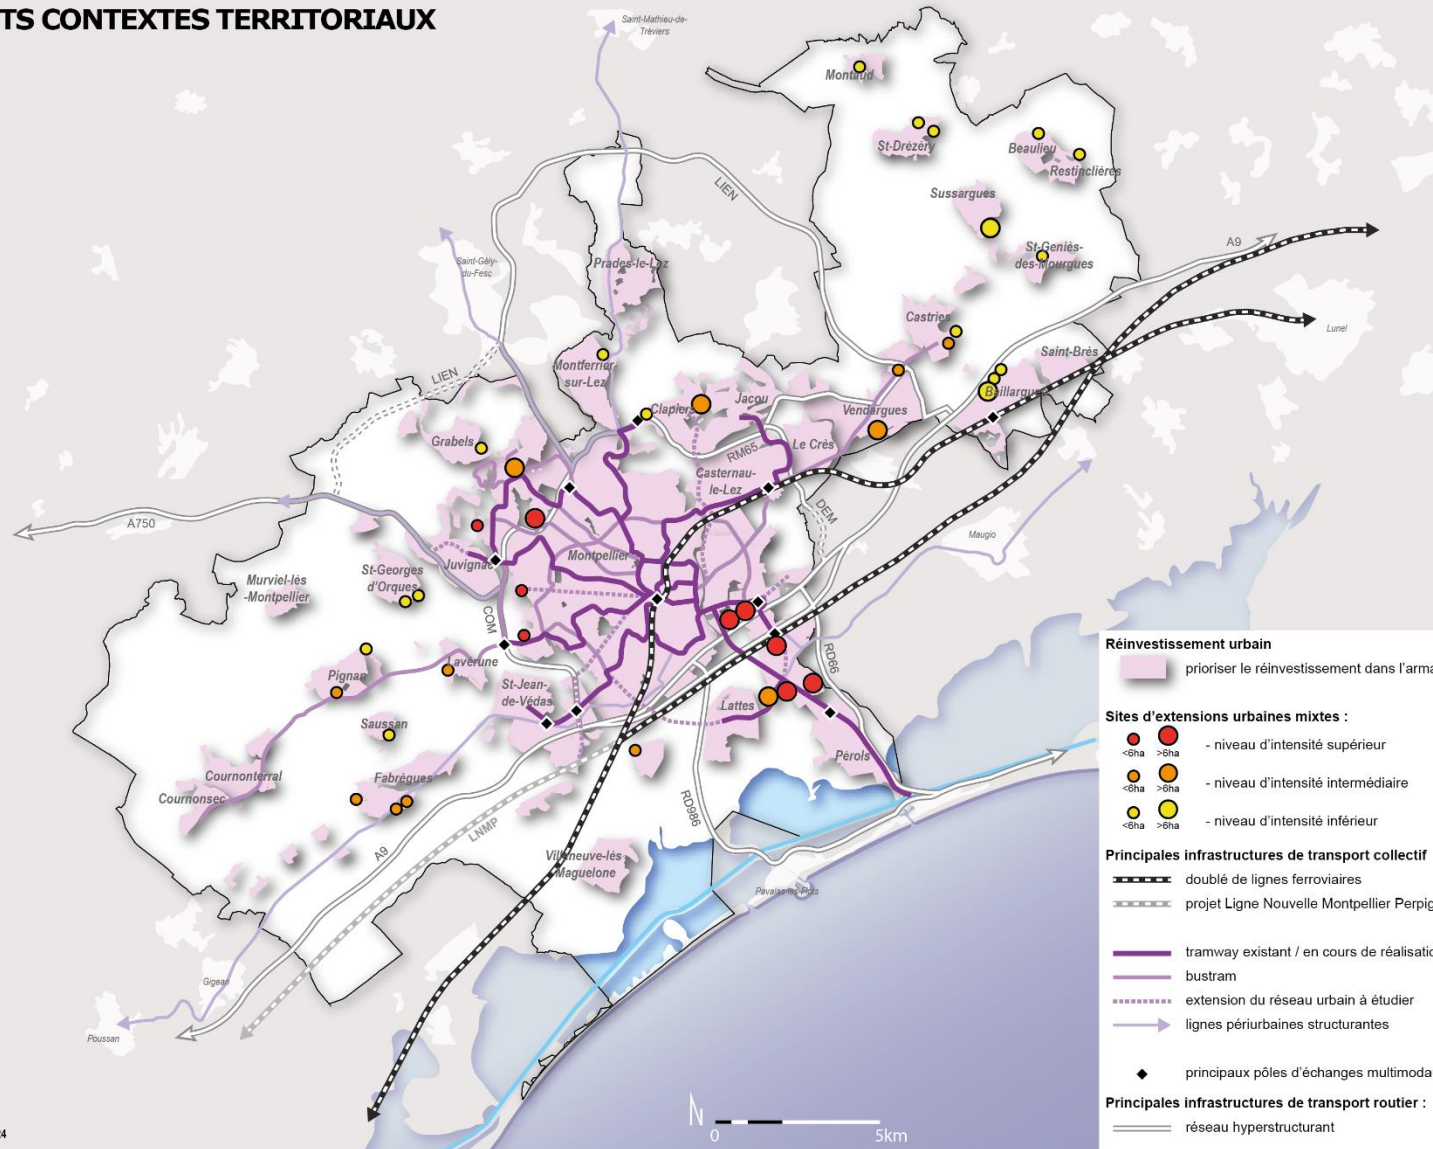 TS CONTEXTES TERRITORIAUX
Saint-Mathieu-de-
Tréviers
Montaud
St-Drézéry
Beaulieu
Restinclières
LIEN
Sussargues
St-Geniès-
des-Mourgues
A9
Saint-Gély-
du-Fesc
Prades-le-Lez
Castries
Lunel
LIEN
Montferrier-
sur-Lez
Saint-Brès
Baillargues
Clapiers
Jacou
Vendargues
Grabels
Le Crès
RM65
Casternau-
le-Lez
DEM
A750
Maugio
Juvignac
Montpellier
St-Georges
d'Orques
Murviel-lès
-Montpellier
COM
RD66
Pignan
Lavérune
St-Jean-
de-Védas
Lattes
Saussan
Pérols
Cournonterral
Cournonsec
Fabrègues
RD986
LNMP
A9
Villeneuve-lès-
Maguelone
Gigean
Poussan
Réinvestissement urbain
prioriser le réinvestissement dans l'arma
Sites d'extensions urbaines mixtes :
<6ha >6ha - niveau d'intensité supérieur
<6ha >6ha - niveau d'intensité intermédiaire
<6ha >6ha - niveau d'intensité inférieur
Principales infrastructures de transport collectif
doublé de lignes ferroviaires
projet Ligne Nouvelle Montpellier Perpig
tramway existant / en cours de réalisatio
bustram
extension du réseau urbain à étudier
lignes périurbaines structurantes
principaux pôles d'échanges multimoda
Principales infrastructures de transport routier :
réseau hyperstructurant
N
0 5km
24